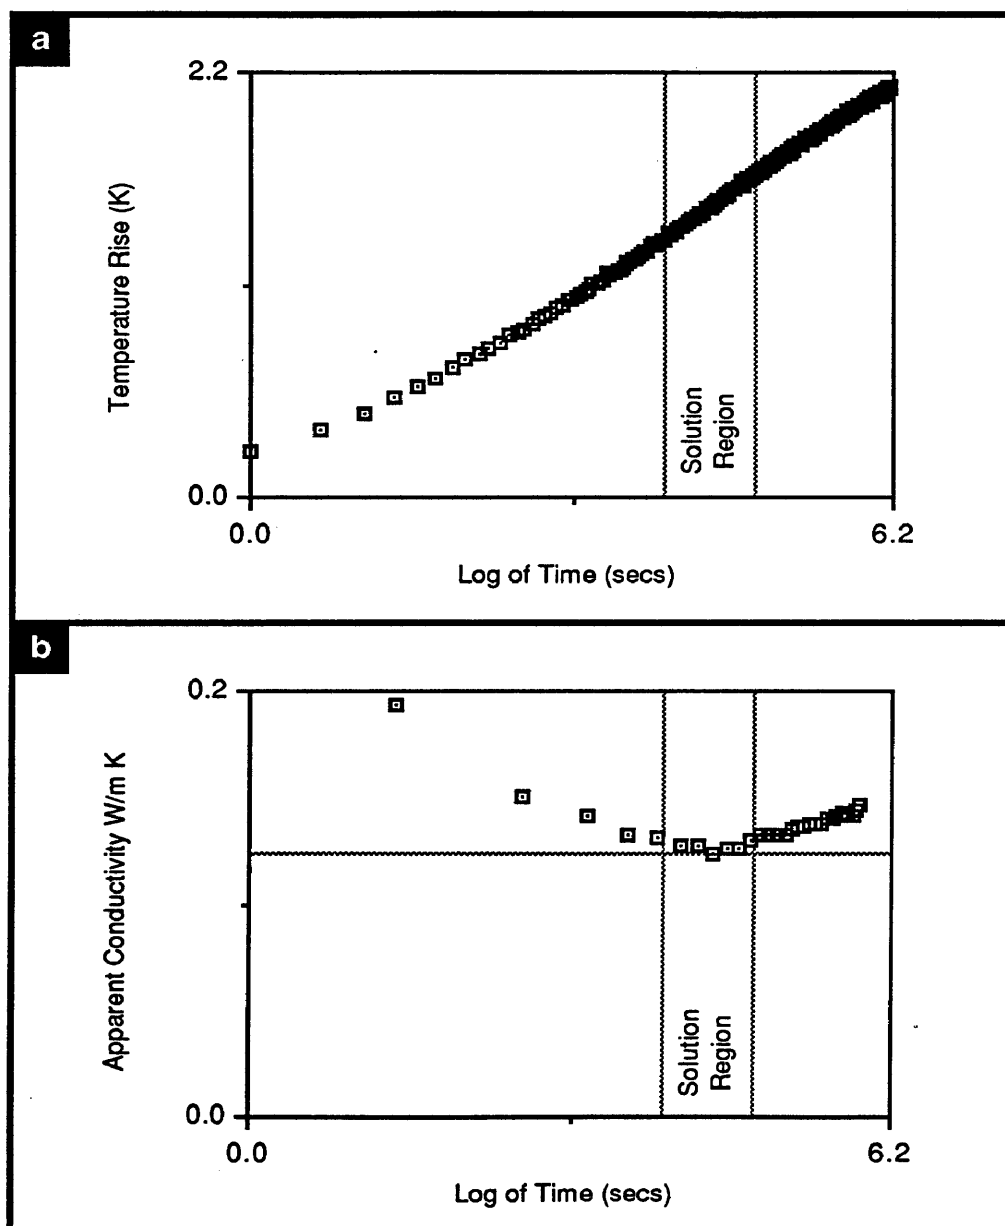 a
2.2
Temperature Rise (K)
Solution
Region
0.0
0.0
6.2
Log of Time (secs)
b
0.2
Apparent Conductivity W/m K
Solution
Region
0.0
0.0
6.2
Log of Time (secs)